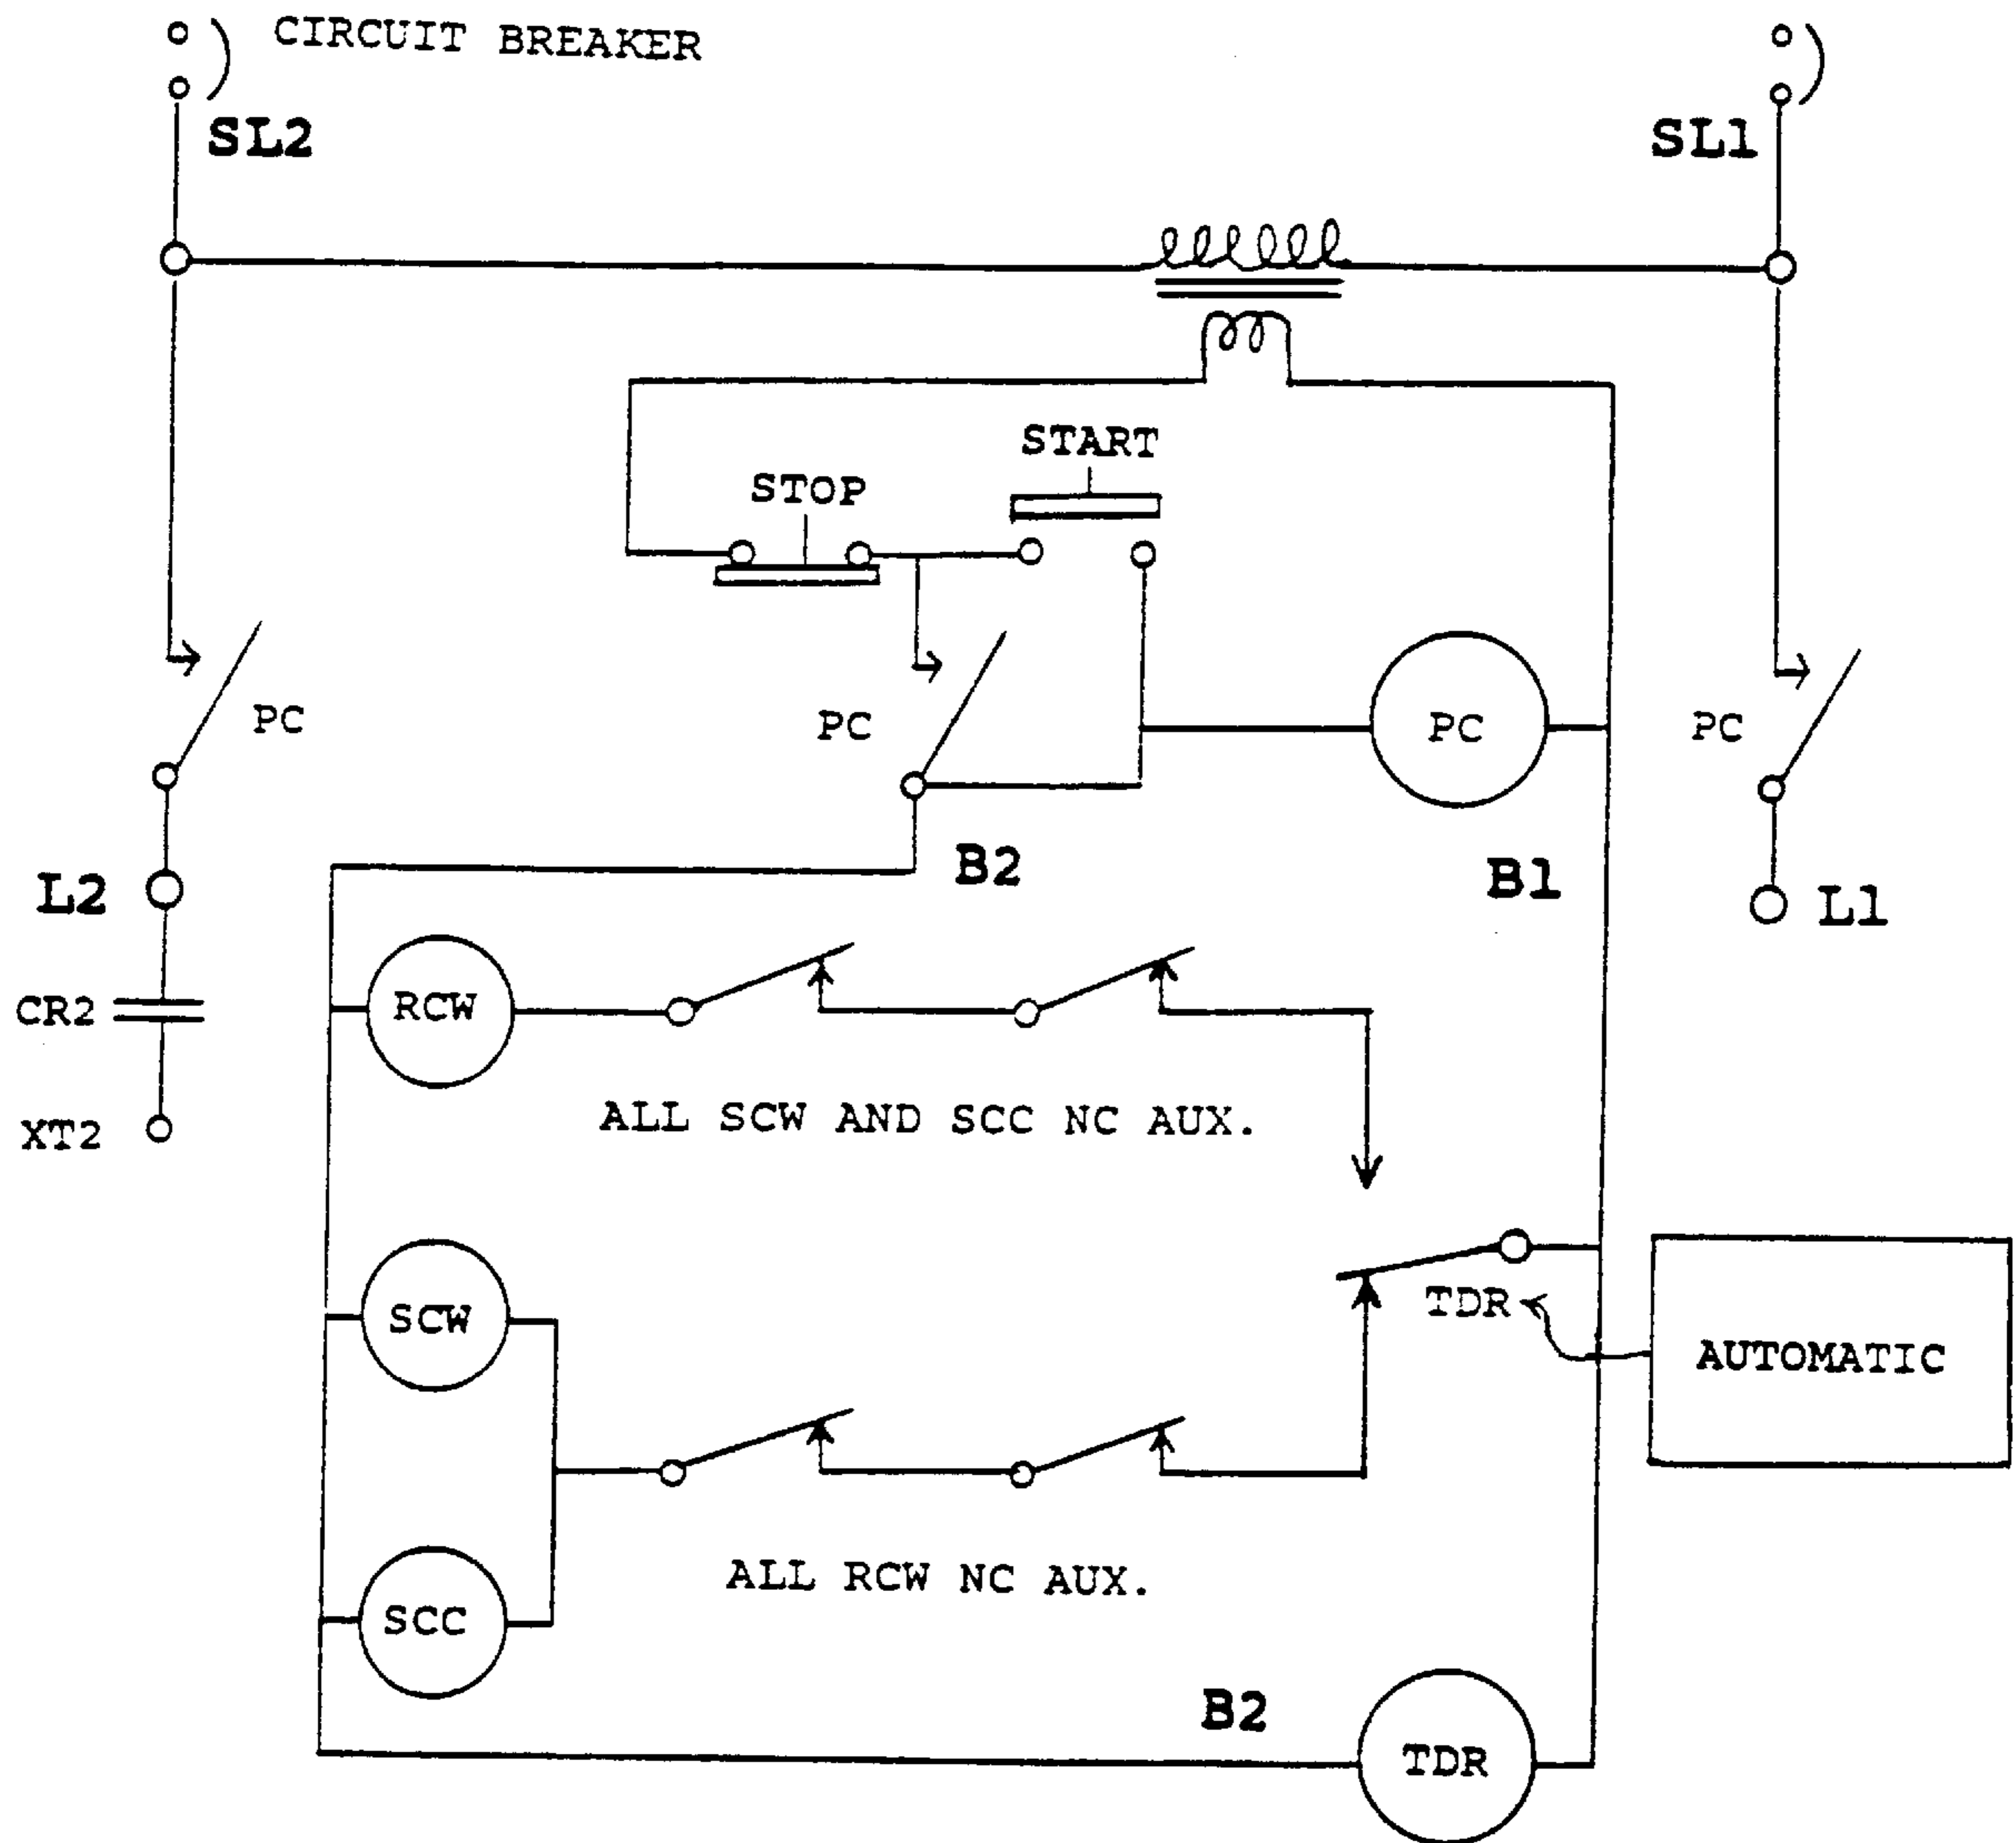 CIRCUIT BREAKER
SL2
SL1
START
STOP
PC
PC
PC
PC
B2
B1
L2
L1
RCW
CR2
ALL SCW AND SCC NC AUX.
XT2
TDR
SCW
AUTOMATIC
ALL RCW NC AUX.
SCC
B2
TDR